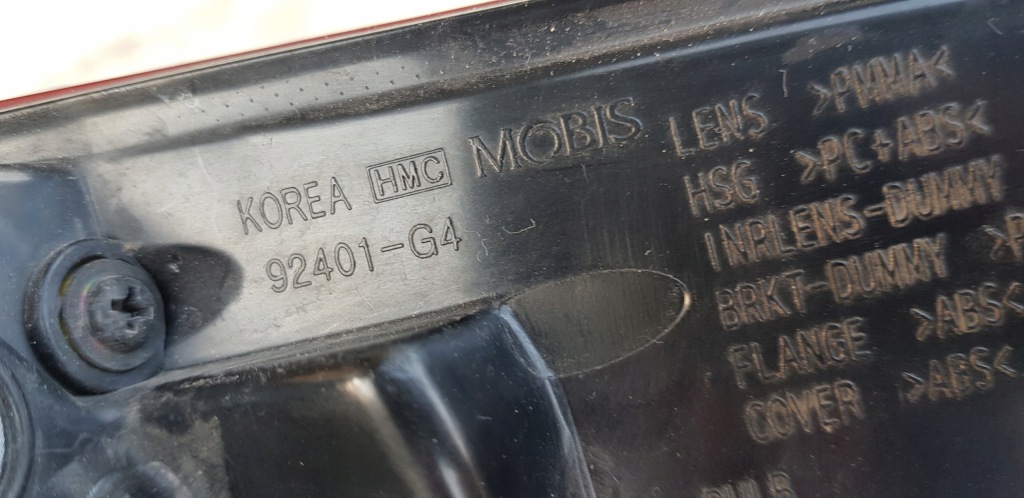 KOREA HMC MOBIS
92401-G4
LENS >PMMA<
HSG >PC+ABS<
INRLENS-DUMMY
BRKT-DUMMY >P
FLANGE >ABS<
COVER >ABS<